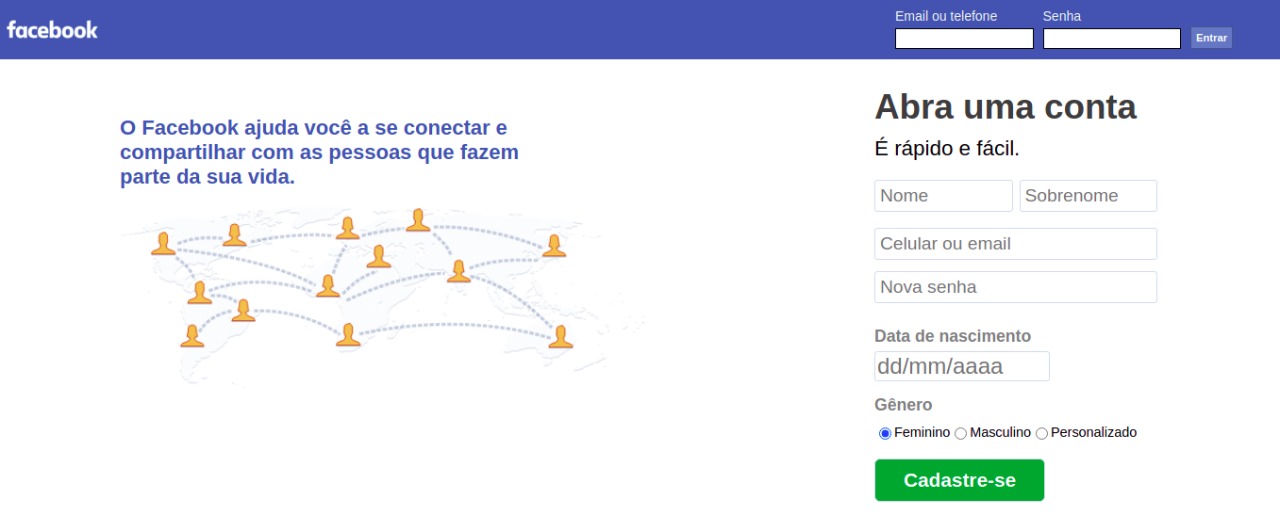 facebook
Email ou telefone
Senha
Entrar
O Facebook ajuda você a se conectar e
compartilhar com as pessoas que fazem
parte da sua vida.
Abra uma conta
É rápido e fácil.
Nome
Sobrenome
Celular ou email
Nova senha
Data de nascimento
dd/mm/aaaa
Gênero
Feminino Masculino Personalizado
Cadastre-se